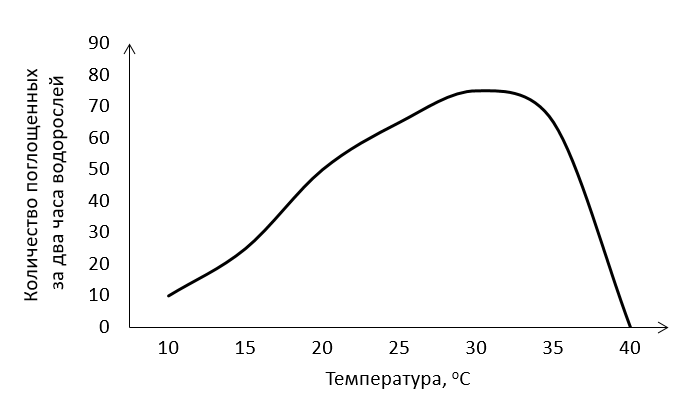 Количество поглощенных
за два часа водорослей
90
80
70
60
50
40
30
20
10
0
10 15 20 25 30 35 40
Температура, °С